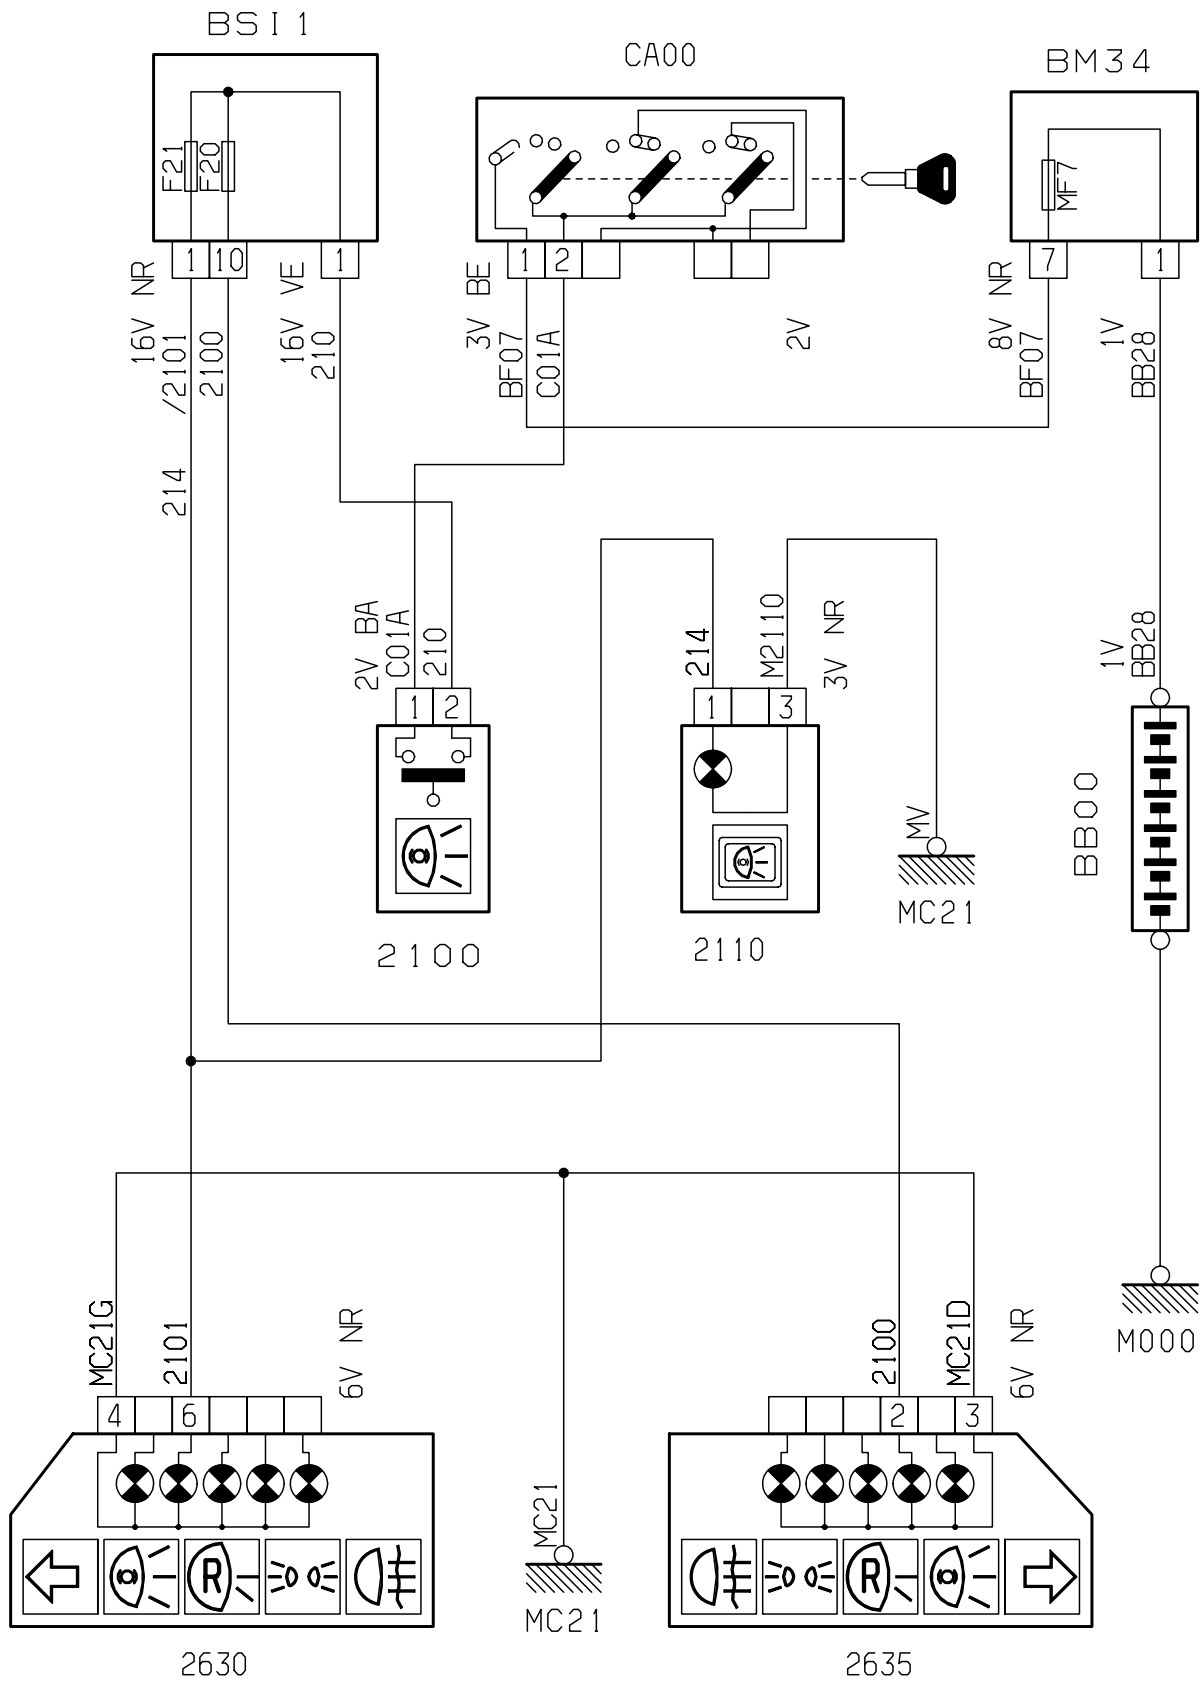 BSI1
CA00
BM34
F21
F20
MF7
1
10
1
1
2
7
1
16V NR
/2101
2100
16V VE
210
3V BE
BF07
C01A
2V
8V NR
BF07
1V
BB28
214
2V BA
C01A
210
214
M2110
3V NR
1V
BB28
1
2
1
3
MV
MC21
BB00
2100
2110
MC21G
2101
6V NR
2100
MC21D
6V NR
M000
4
6
2
3
MC21
R
R
MC21
2630
2635